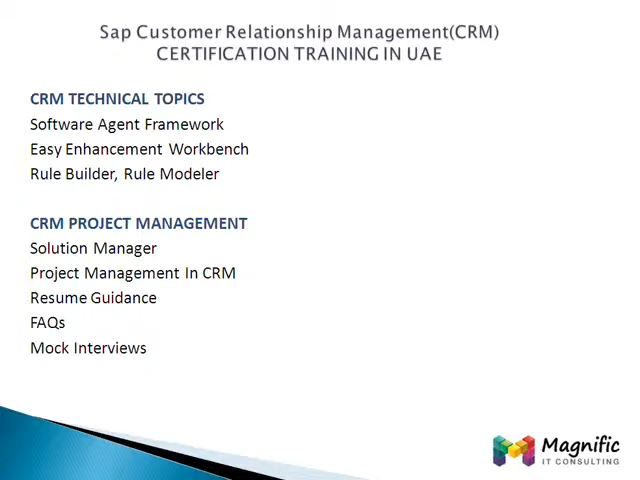 Sap Customer Relationship Management(CRM)
CERTIFICATION TRAINING IN UAE
CRM TECHNICAL TOPICS
Software Agent Framework
Easy Enhancement Workbench
Rule Builder, Rule Modeler
CRM PROJECT MANAGEMENT
Solution Manager
Project Management In CRM
Resume Guidance
FAQs
Mock Interviews
Magnific
IT CONSULTING